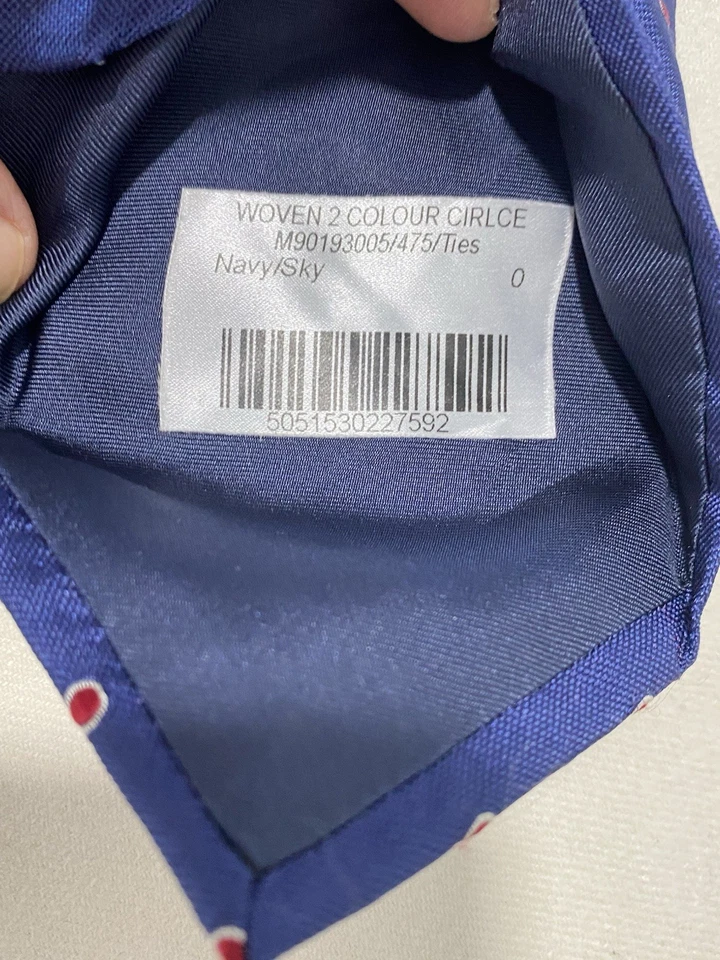 WOVEN 2 COLOUR CIRLCE
M90193005/475/Ties
Navy/Sky 0
5051530227592